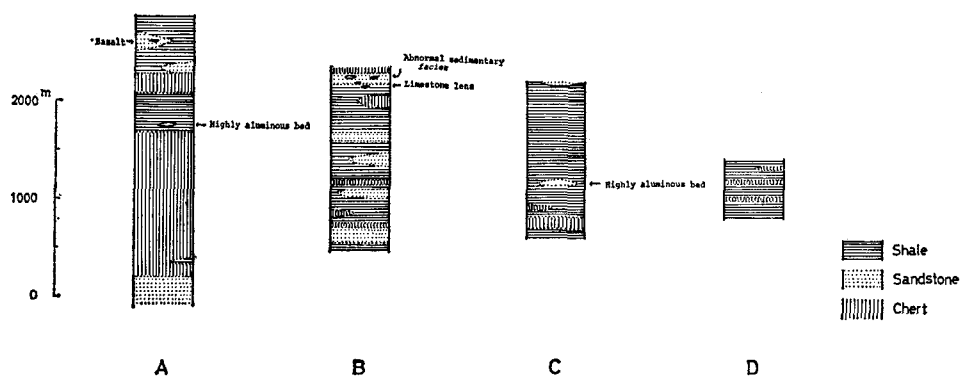 *Basalt
Abnormal sedimentary
facies
Limestone lens
2000 m
Highly aluminous bed
1000
Highly aluminous bed
0
Shale
Sandstone
Chert
A
B
C
D